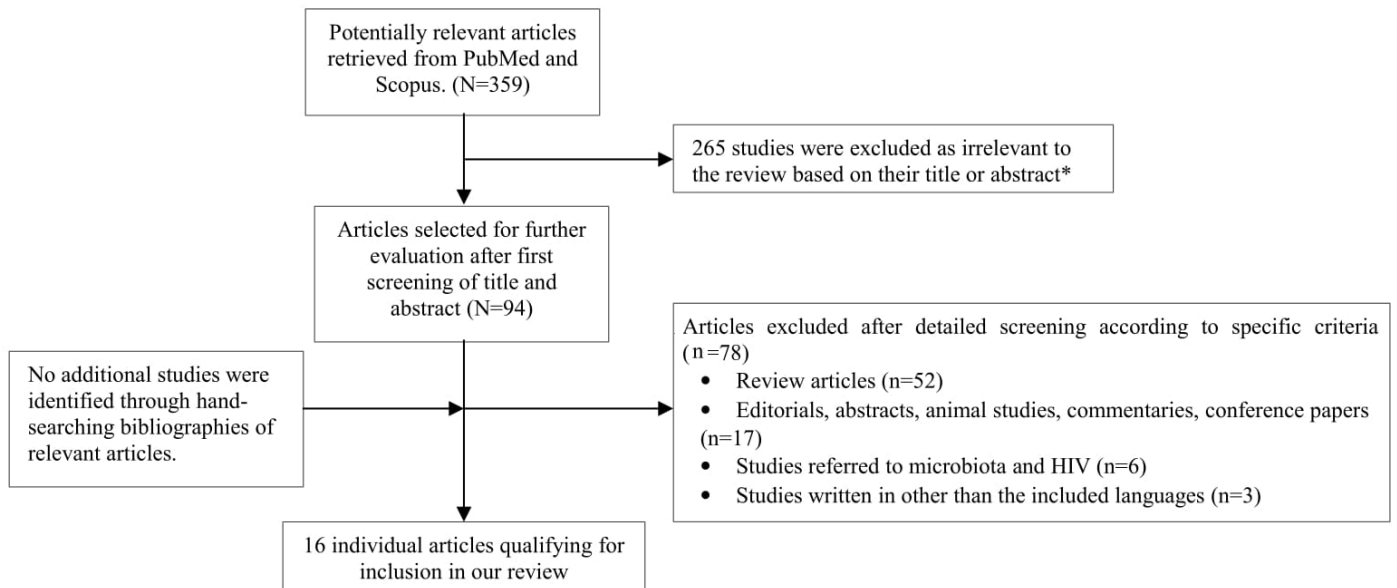 Potentially relevant articles
retrieved from PubMed and
Scopus. (N=359)
265 studies were excluded as irrelevant to
the review based on their title or abstract*
Articles selected for further
evaluation after first
screening of title and
abstract (N=94)
No additional studies were
identified through hand-
searching bibliographies of
relevant articles.
Articles excluded after detailed screening according to specific criteria
(n=78)
• Review articles (n=52)
• Editorials, abstracts, animal studies, commentaries, conference papers
(n=17)
• Studies referred to microbiota and HIV (n=6)
• Studies written in other than the included languages (n=3)
16 individual articles qualifying for
inclusion in our review